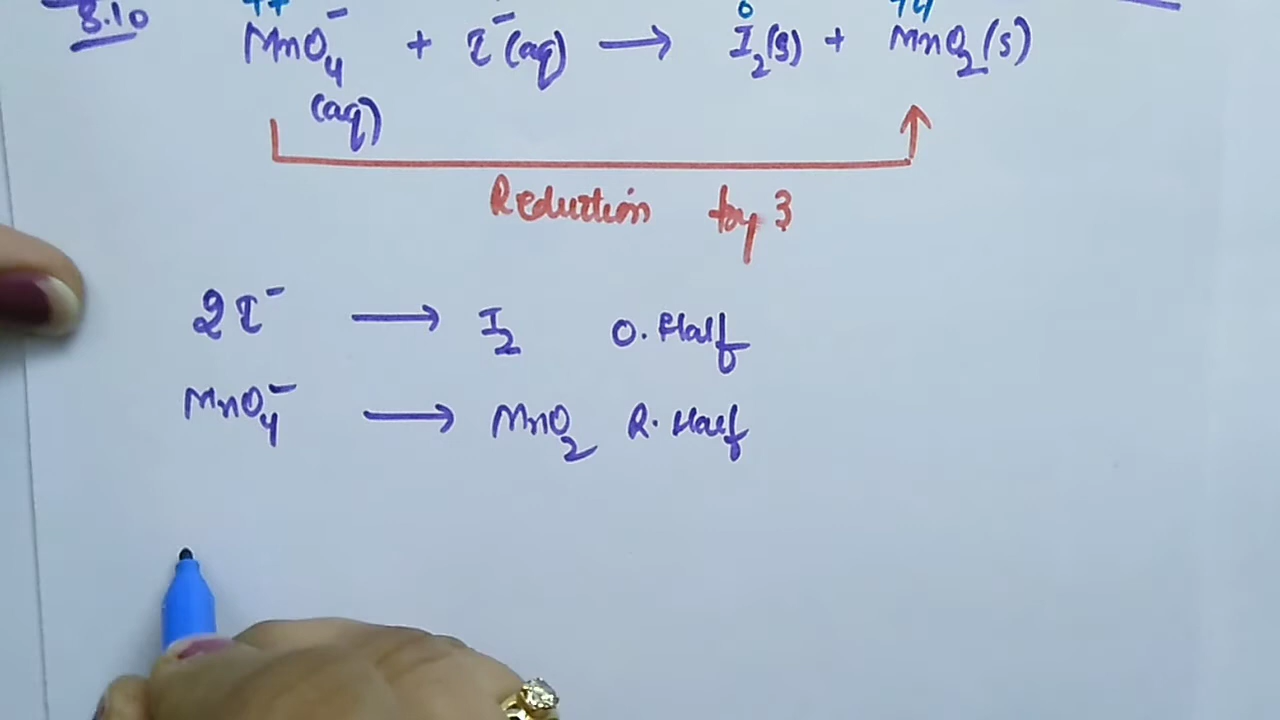 8.10
+7 0 +4
MnO₄⁻ + I⁻(aq) ⟶ I₂(s) + MnO₂(s)
(aq)
Reduction by 3
2I⁻ ⟶ I₂ O. Half
MnO₄⁻ ⟶ MnO₂ R. Half